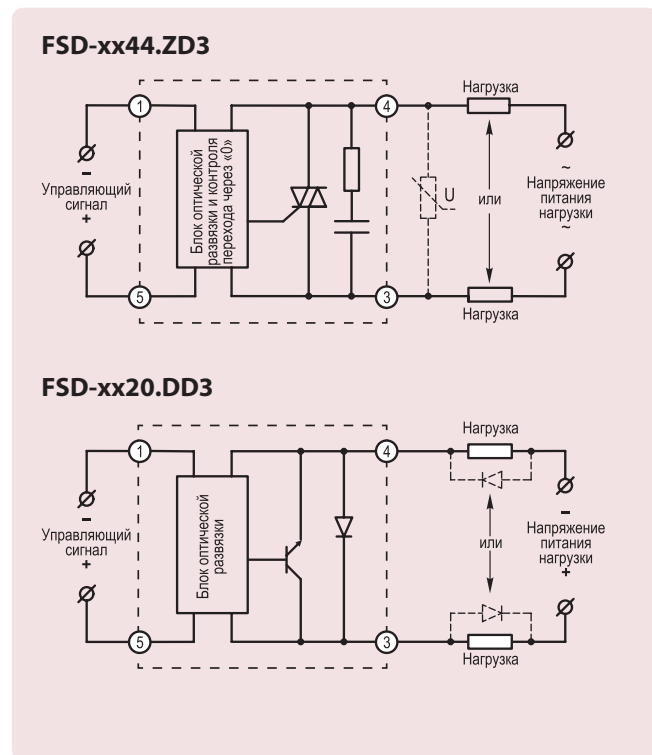 FSD-xx44.ZD3
Нагрузка
1
4
–
Управляющий
сигнал
+
Блок оптической
развязки и контроля
перехода через «0»
U
или
~
Напряжение
питания
нагрузки
~
5
3
Нагрузка
FSD-xx20.DD3
Нагрузка
1
4
–
Управляющий
сигнал
+
Блок оптической
развязки
или
–
Напряжение
питания
нагрузки
+
5
3
Нагрузка